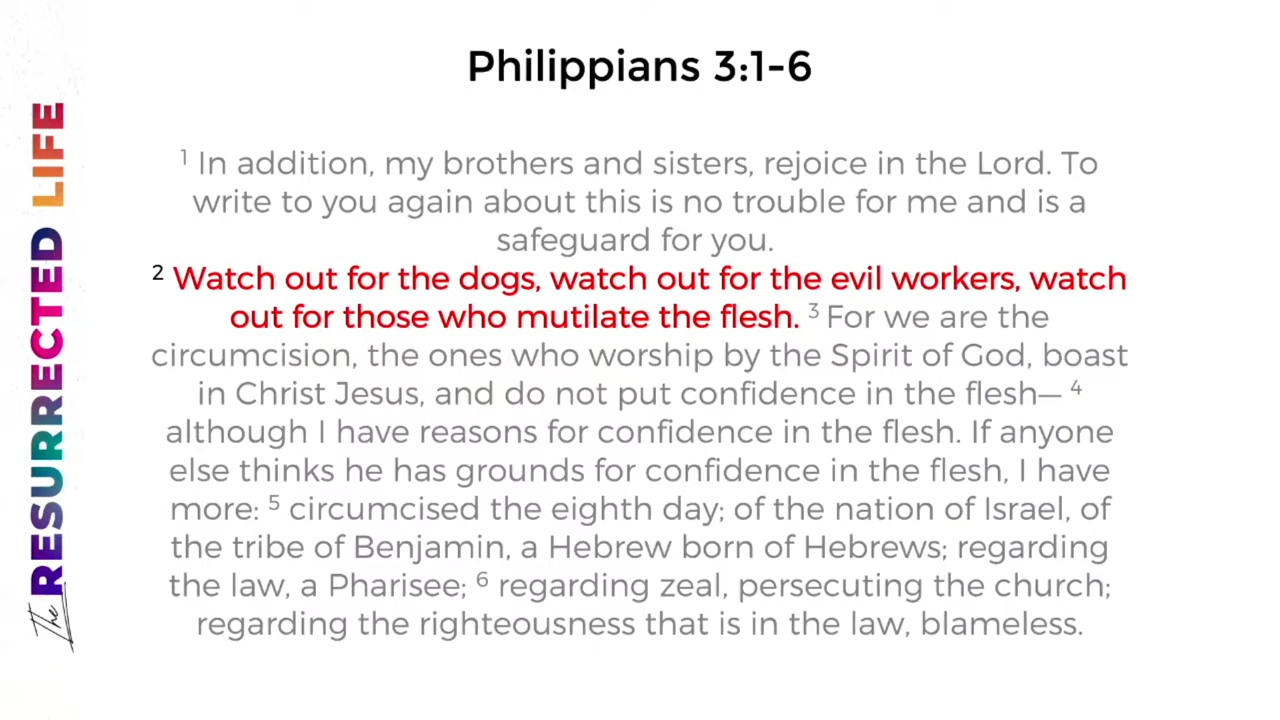 Philippians 3:1-6
The RESURRECTED LIFE
1 In addition, my brothers and sisters, rejoice in the Lord. To
write to you again about this is no trouble for me and is a
safeguard for you.
2 Watch out for the dogs, watch out for the evil workers, watch
out for those who mutilate the flesh. 3 For we are the
circumcision, the ones who worship by the Spirit of God, boast
in Christ Jesus, and do not put confidence in the flesh— 4
although I have reasons for confidence in the flesh. If anyone
else thinks he has grounds for confidence in the flesh, I have
more: 5 circumcised the eighth day; of the nation of Israel, of
the tribe of Benjamin, a Hebrew born of Hebrews; regarding
the law, a Pharisee; 6 regarding zeal, persecuting the church;
regarding the righteousness that is in the law, blameless.